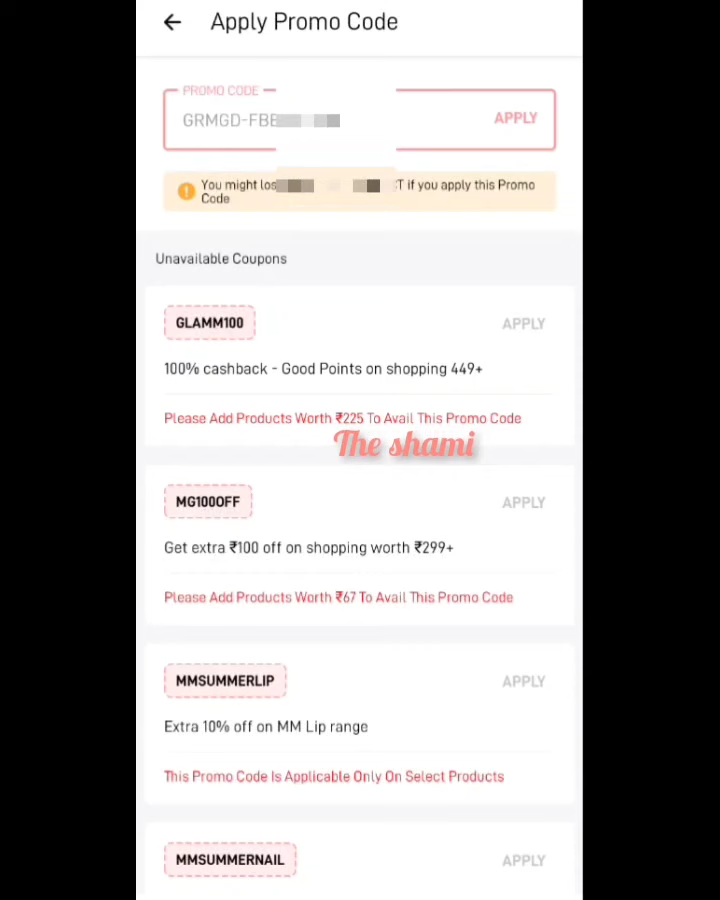 Apply Promo Code
PROMO CODE
GRMGD-FBE
APPLY
You might los T if you apply this Promo
Code
Unavailable Coupons
GLAMM100
APPLY
100% cashback - Good Points on shopping 449+
Please Add Products Worth ₹225 To Avail This Promo Code
The shami
MG100OFF
APPLY
Get extra ₹100 off on shopping worth ₹299+
Please Add Products Worth ₹67 To Avail This Promo Code
MMSUMMERLIP
APPLY
Extra 10% off on MM Lip range
This Promo Code Is Applicable Only On Select Products
MMSUMMERNAIL
APPLY